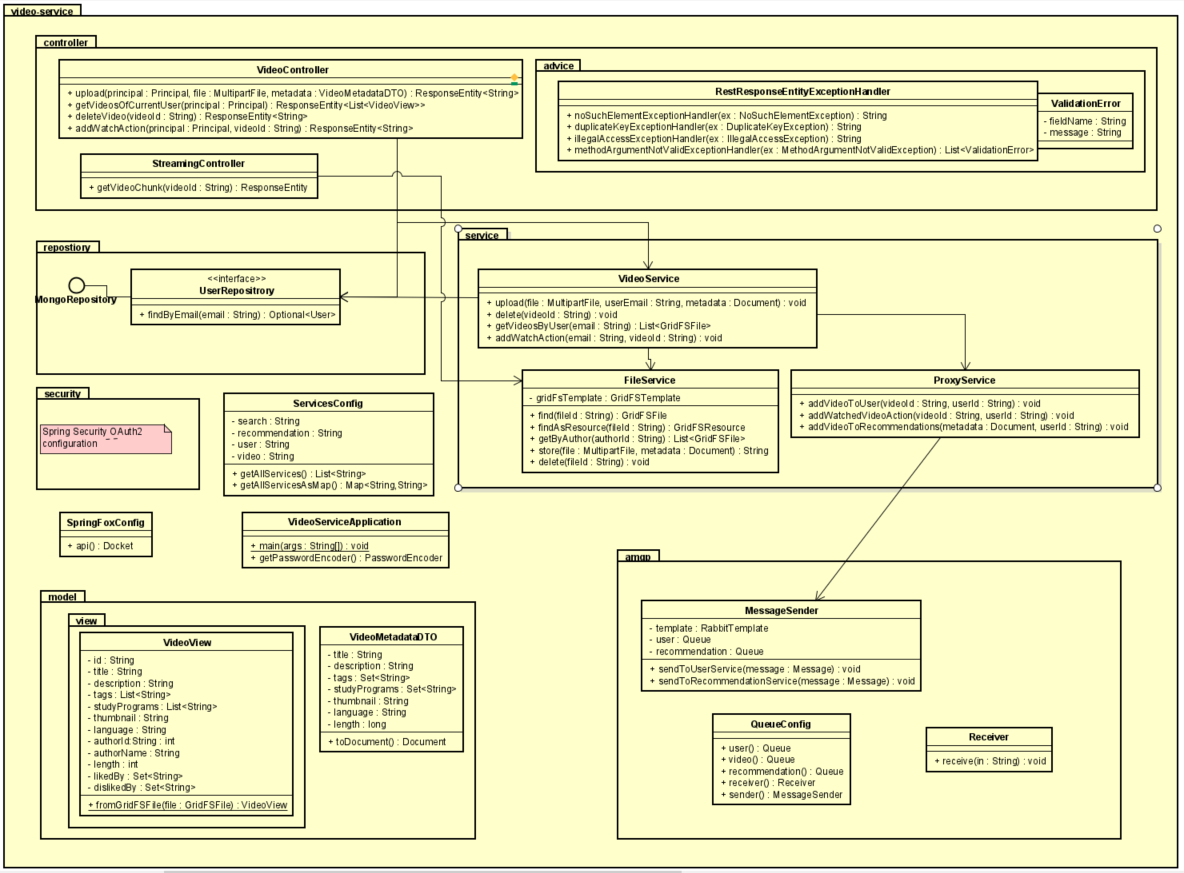 video-service
controller
VideoController
+ upload(principal : Principal, file : MultipartFile, metadata : VideoMetadataDTO) : ResponseEntity<String>
+ getVideosOfCurrentUser(principal : Principal) : ResponseEntity<List<VideoView>>
+ deleteVideo(videoId : String) : ResponseEntity<String>
+ addWatchAction(principal : Principal, videoId : String) : ResponseEntity<String>
StreamingController
+ getVideoChunk(videoId : String) : ResponseEntity
advice
RestResponseEntityExceptionHandler
+ noSuchElementExceptionHandler(ex : NoSuchElementException) : String
+ duplicateKeyExceptionHandler(ex : DuplicateKeyException) : String
+ illegalAccessExceptionHandler(ex : IllegalAccessException) : String
+ methodArgumentNotValidExceptionHandler(ex : MethodArgumentNotValidException) : List<ValidationError>
ValidationError
- fieldName : String
- message : String
repostiory
MongoRepository
<<interface>>
UserRepositrory
+ findByEmail(email : String) : Optional<User>
service
VideoService
+ upload(file : MultipartFile, userEmail : String, metadata : Document) : void
+ delete(videoId : String) : void
+ getVideosByUser(email : String) : List<GridFSFile>
+ addWatchAction(email : String, videoId : String) : void
FileService
- gridFsTemplate : GridFSTemplate
+ find(fileId : String) : GridFSFile
+ findAsResource(fileId : String) : GridFSResource
+ getByAuthor(authorId : String) : List<GridFSFile>
+ store(file : MultipartFile, metadata : Document) : String
+ delete(fileId : String) : void
ProxyService
+ addVideoToUser(videoId : String, userId : String) : void
+ addWatchedVideoAction(videoId : String, userId : String) : void
+ addVideoToRecommendations(metadata : Document, userId : String) : void
security
Spring Security OAuth2
configuration
ServicesConfig
- search : String
- recommendation : String
- user : String
- video : String
+ getAllServices() : List<String>
+ getAllServicesAsMap() : Map<String,String>
SpringFoxConfig
+ api() : Docket
VideoServiceApplication
+ main(args : String[]) : void
+ getPasswordEncoder() : PasswordEncoder
model
view
VideoView
- id : String
- title : String
- description : String
- tags : List<String>
- studyPrograms : List<String>
- thumbnail : String
- language : String
- authorId:String : int
- authorName : String
- length : int
- likedBy : Set<String>
- dislikedBy : Set<String>
+ fromGridFSFile(file : GridFSFile) : VideoView
VideoMetadataDTO
- title : String
- description : String
- tags : Set<String>
- studyPrograms : Set<String>
- thumbnail : String
- language : String
- length : long
+ toDocument() : Document
amqp
MessageSender
- template : RabbitTemplate
- user : Queue
- recommendation : Queue
+ sendToUserService(message : Message) : void
+ sendToRecommendationService(message : Message) : void
QueueConfig
+ user() : Queue
+ video() : Queue
+ recommendation() : Queue
+ receiver() : Receiver
+ sender() : MessageSender
Receiver
+ receive(in : String) : void